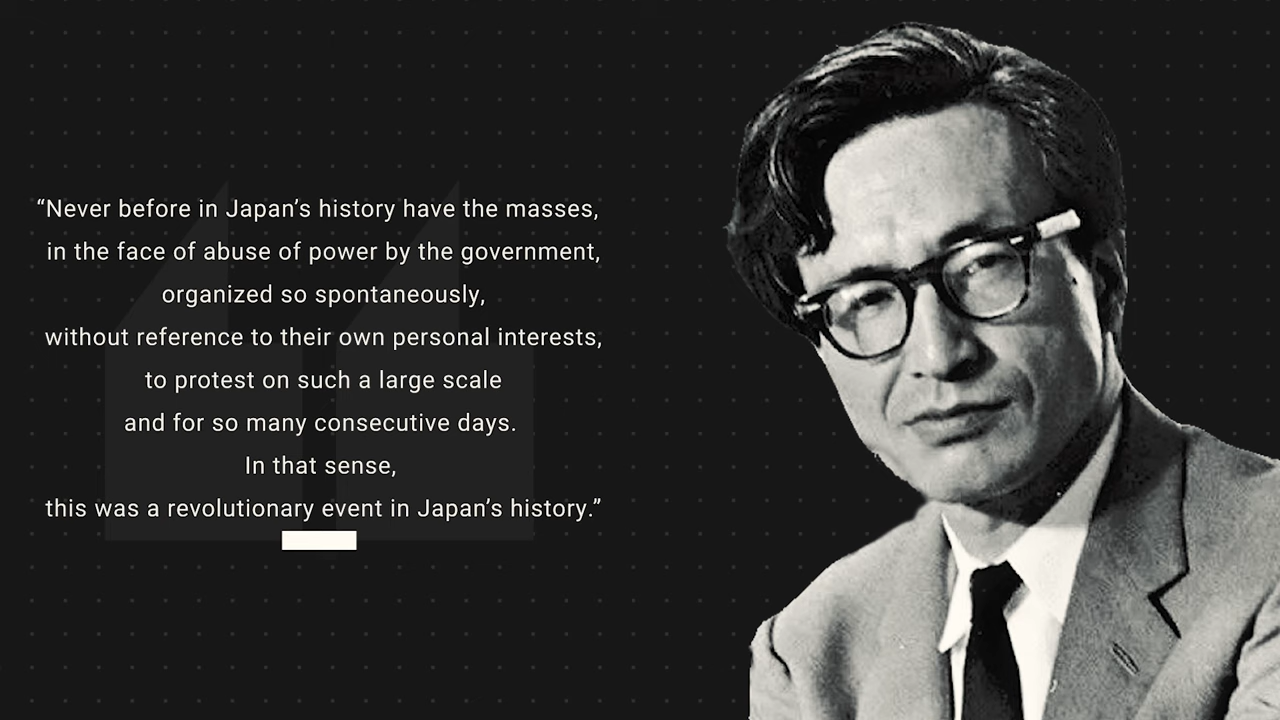 “Never before in Japan’s history have the masses,
in the face of abuse of power by the government,
organized so spontaneously,
without reference to their own personal interests,
to protest on such a large scale
and for so many consecutive days.
In that sense,
this was a revolutionary event in Japan’s history.”